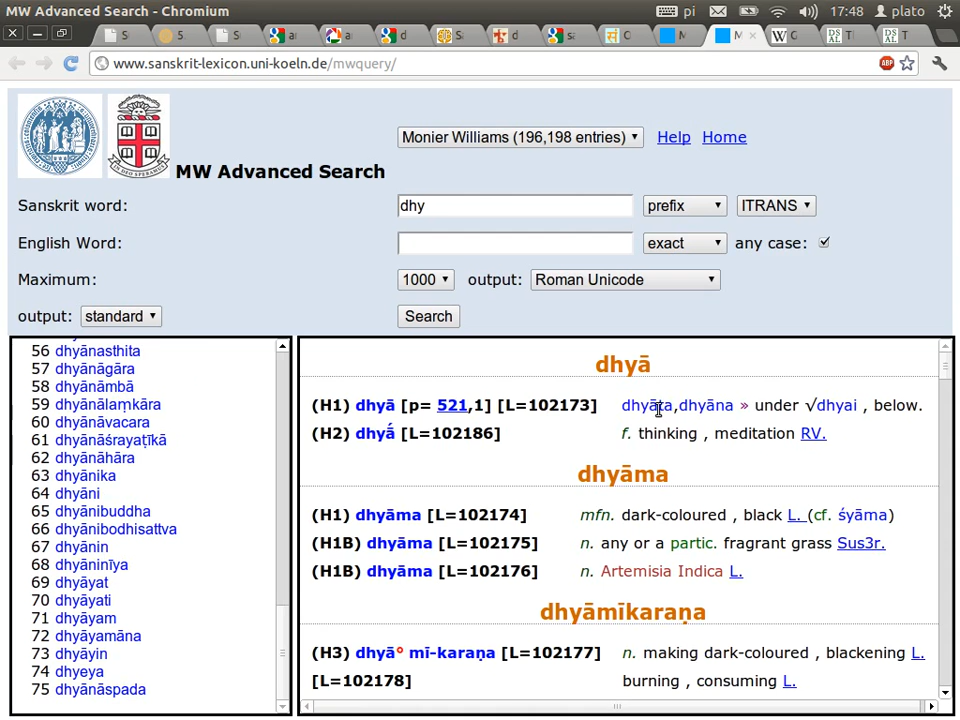 MW Advanced Search - Chromium
pi
17:48
plato
S
5
S
g ar
a
g d
S
d
g sa
C
M
M
G
TI
T
www.sanskrit-lexicon.uni-koeln.de/mwquery/
ABP
Monier Williams (196,198 entries)
Help
Home
MW Advanced Search
Sanskrit word:
dhy
prefix
ITRANS
English Word:
exact
any case:
Maximum:
1000
output:
Roman Unicode
output:
standard
Search
56 dhyānasthita
57 dhyānāgāra
58 dhyānāmbā
59 dhyānālaṃkāra
60 dhyānāvacara
61 dhyānāśrayaṭīkā
62 dhyānāhāra
63 dhyānika
64 dhyāni
65 dhyānibuddha
66 dhyānibodhisattva
67 dhyānin
68 dhyāninīya
69 dhyāyat
70 dhyāyati
71 dhyāyam
72 dhyāyamāna
73 dhyāyin
74 dhyeya
75 dhyānāspada
dhyā
(H1) dhyā [p= 521,1] [L=102173] dhyāta,dhyāna » under √dhyai , below.
(H2) dhyā́ [L=102186] f. thinking , meditation RV.
dhyāma
(H1) dhyāma [L=102174] mfn. dark-coloured , black L. (cf. śyāma)
(H1B) dhyāma [L=102175] n. any or a partic. fragrant grass Sus3r.
(H1B) dhyāma [L=102176] n. Artemisia Indica L.
dhyāmīkaraṇa
(H3) dhyā° mī-karaṇa [L=102177] n. making dark-coloured , blackening L.
[L=102178] burning , consuming L.